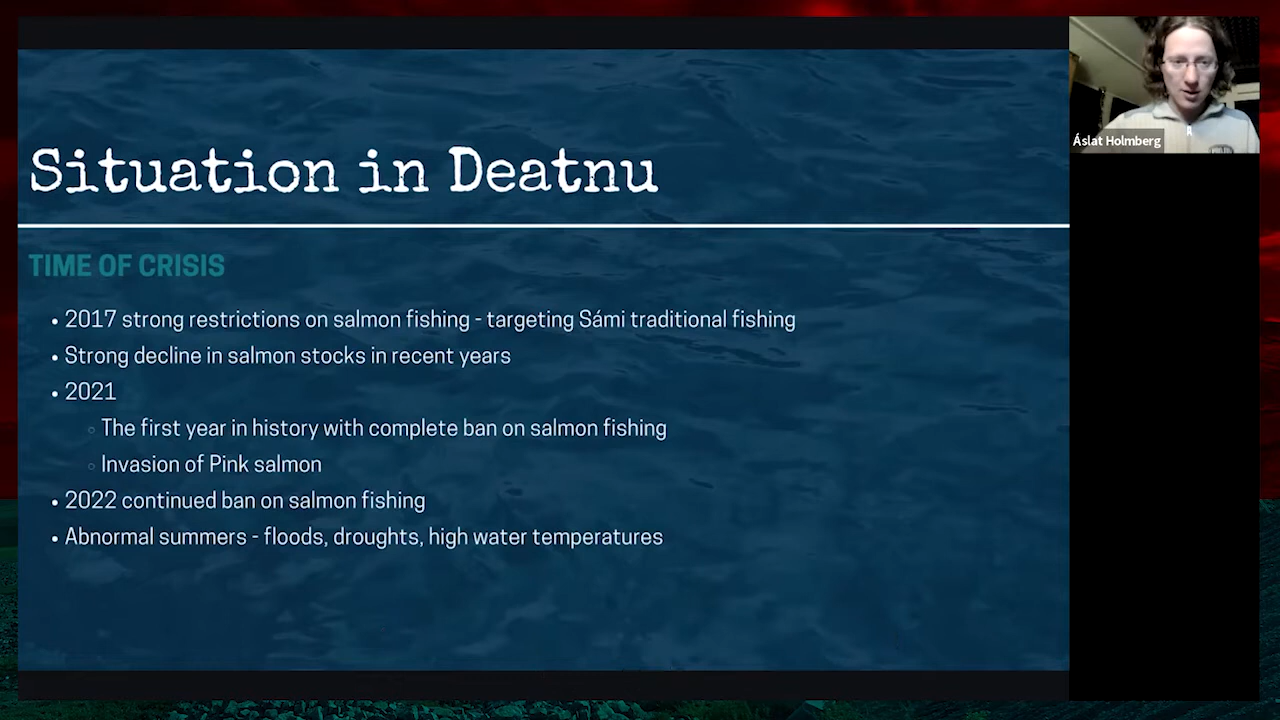 Situation in Deatnu
TIME OF CRISIS
• 2017 strong restrictions on salmon fishing - targeting Sámi traditional fishing
• Strong decline in salmon stocks in recent years
• 2021
◦ The first year in history with complete ban on salmon fishing
◦ Invasion of Pink salmon
• 2022 continued ban on salmon fishing
• Abnormal summers - floods, droughts, high water temperatures
Áslat Holmberg